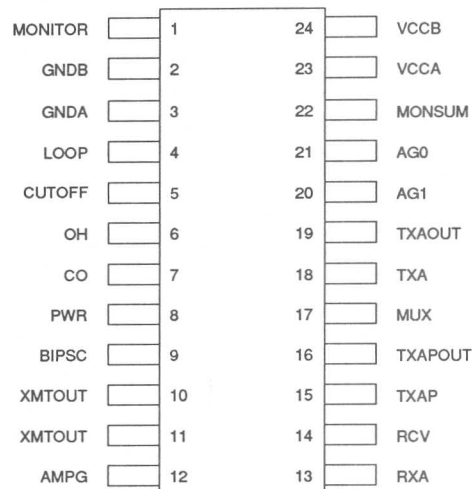 MONITOR 1 24 VCCB
GNDB 2 23 VCCA
GNDA 3 22 MONSUM
LOOP 4 21 AG0
CUTOFF 5 20 AG1
OH 6 19 TXAOUT
CO 7 18 TXA
PWR 8 17 MUX
BIPSC 9 16 TXAPOUT
XMTOUT 10 15 TXAP
XMTOUT 11 14 RCV
AMPG 12 13 RXA